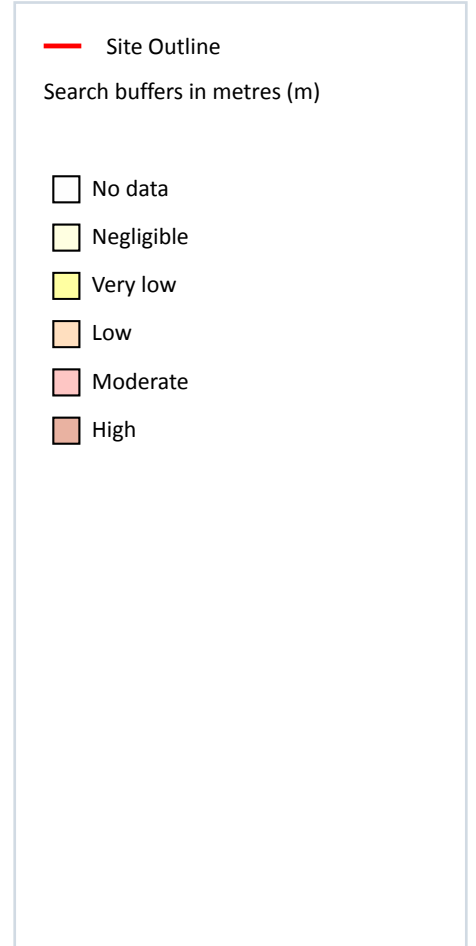 Site Outline
Search buffers in metres (m)
No data
Negligible
Very low
Low
Moderate
High